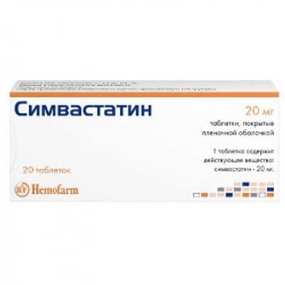 Симвастатин
20 мг
таблетки, покрытые
пленочной оболочкой
1 таблетка содержит
действующее вещество:
симвастатин - 20 мг.
20 таблеток
Hemofarm